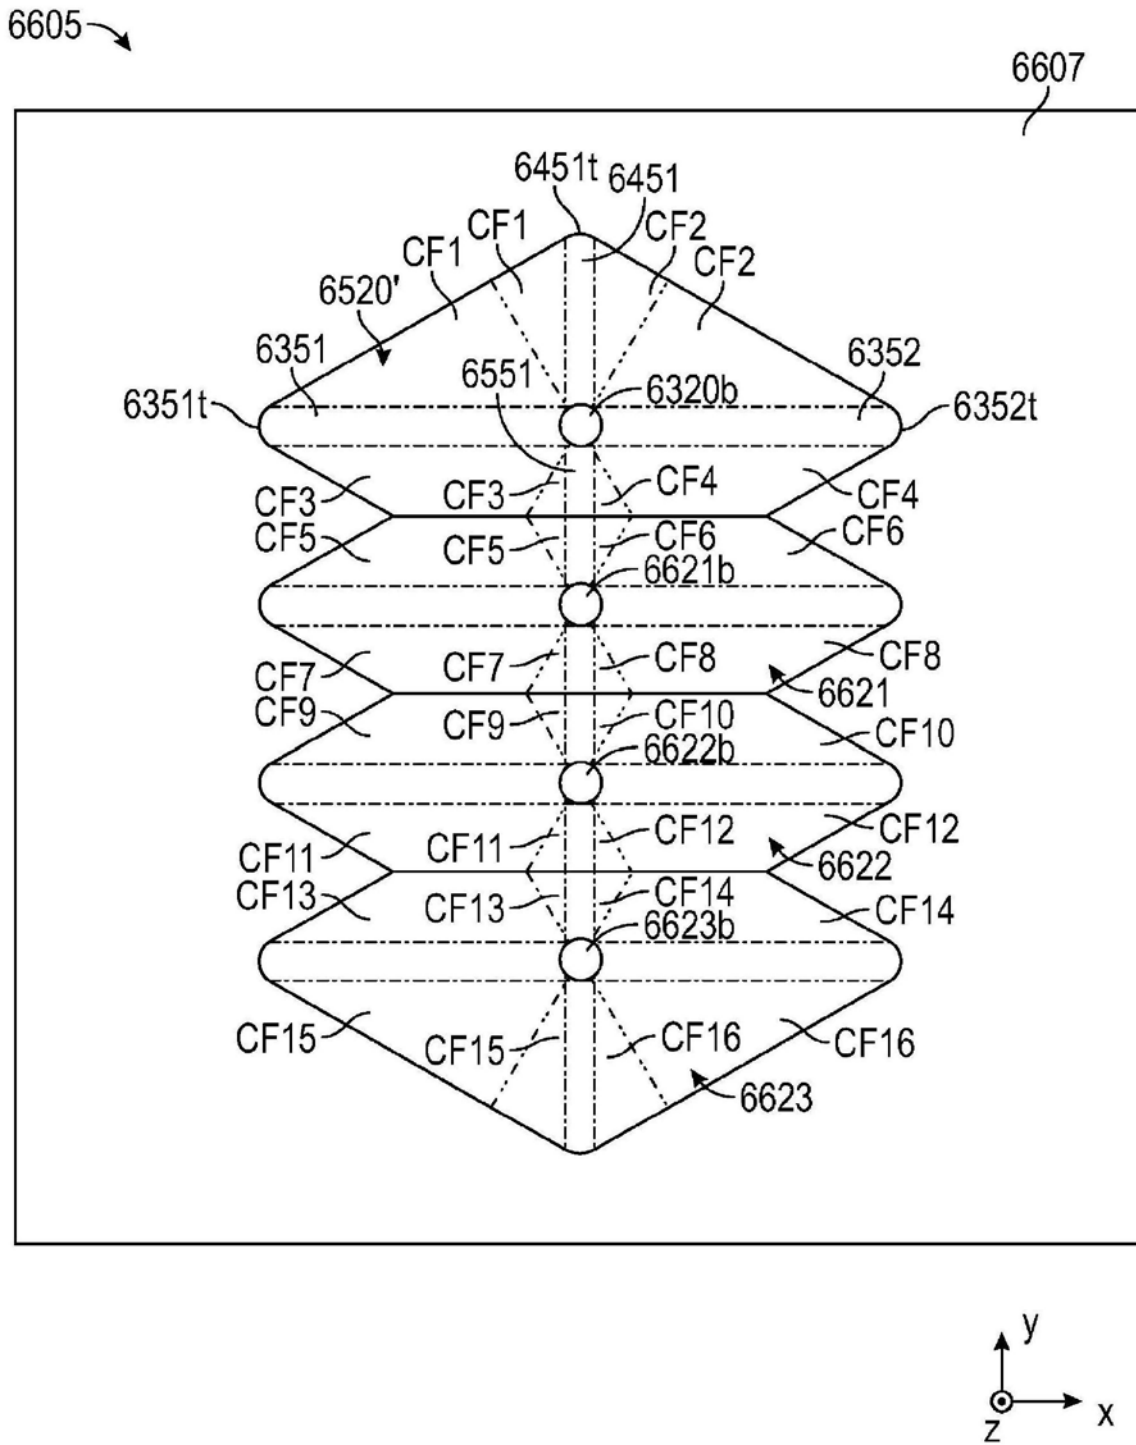 6605
6607
6451t
6451
CF1
CF2
CF1
CF2
6520'
6351
6551
6352
6351t
6320b
6352t
CF3
CF4
CF3
CF4
CF5
CF6
CF5
CF6
6621b
CF7
CF8
CF7
CF8
6621
CF9
CF10
CF9
CF10
6622b
CF11
CF12
CF11
CF12
6622
CF13
CF14
CF13
CF14
6623b
CF15
CF16
CF15
CF16
6623
y
x
z